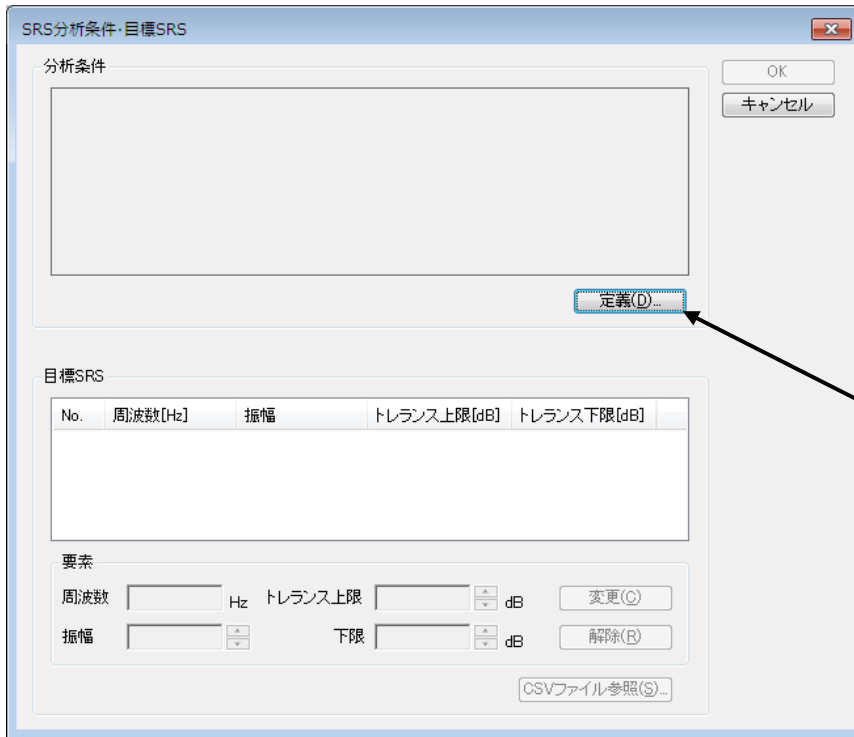 SRS分析条件・目標SRS
分析条件
OK
キャンセル
定義(D)...
目標SRS
No. 周波数[Hz] 振幅 トレランス上限[dB] トレランス下限[dB]
要素
周波数 Hz トレランス上限 dB 変更(C)
振幅 下限 dB 解除(R)
CSVファイル参照(S)...